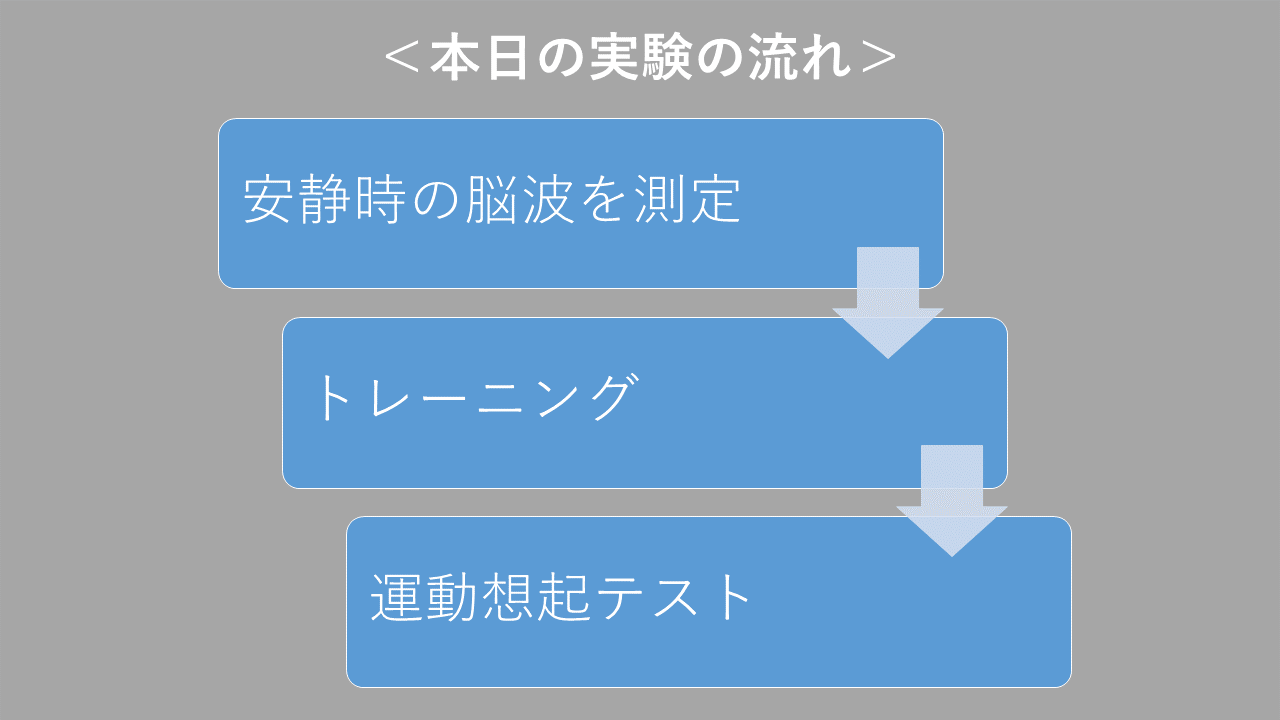 ＜本日の実験の流れ＞
安静時の脳波を測定
トレーニング
運動想起テスト